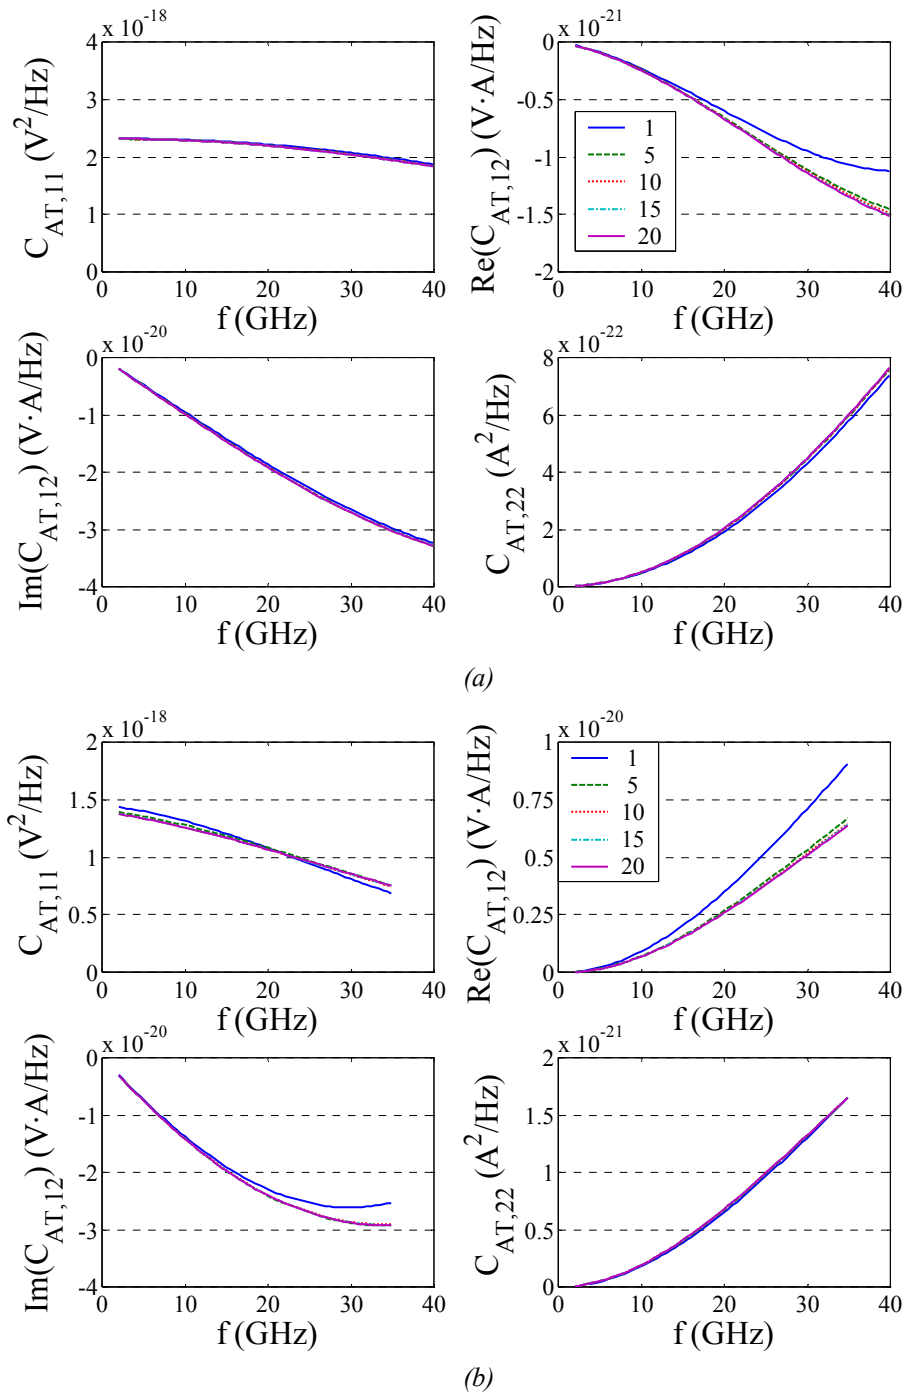 (a)
x 10^-18
C_AT,11 (V^2/Hz)
4
3
2
1
0
0 10 20 30 40
f (GHz)
x 10^-21
Re(C_AT,12) (V·A/Hz)
0
-0.5
-1
-1.5
-2
1
5
10
15
20
0 10 20 30 40
f (GHz)
x 10^-20
Im(C_AT,12) (V·A/Hz)
0
-1
-2
-3
-4
0 10 20 30 40
f (GHz)
x 10^-22
C_AT,22 (A^2/Hz)
8
6
4
2
0
0 10 20 30 40
f (GHz)
(a)
x 10^-18
C_AT,11 (V^2/Hz)
2
1.5
1
0.5
0
0 10 20 30 40
f (GHz)
x 10^-20
Re(C_AT,12) (V·A/Hz)
1
0.75
0.5
0.25
0
1
5
10
15
20
0 10 20 30 40
f (GHz)
x 10^-20
Im(C_AT,12) (V·A/Hz)
0
-1
-2
-3
-4
0 10 20 30 40
f (GHz)
x 10^-21
C_AT,22 (A^2/Hz)
2
1.5
1
0.5
0
0 10 20 30 40
f (GHz)
(b)